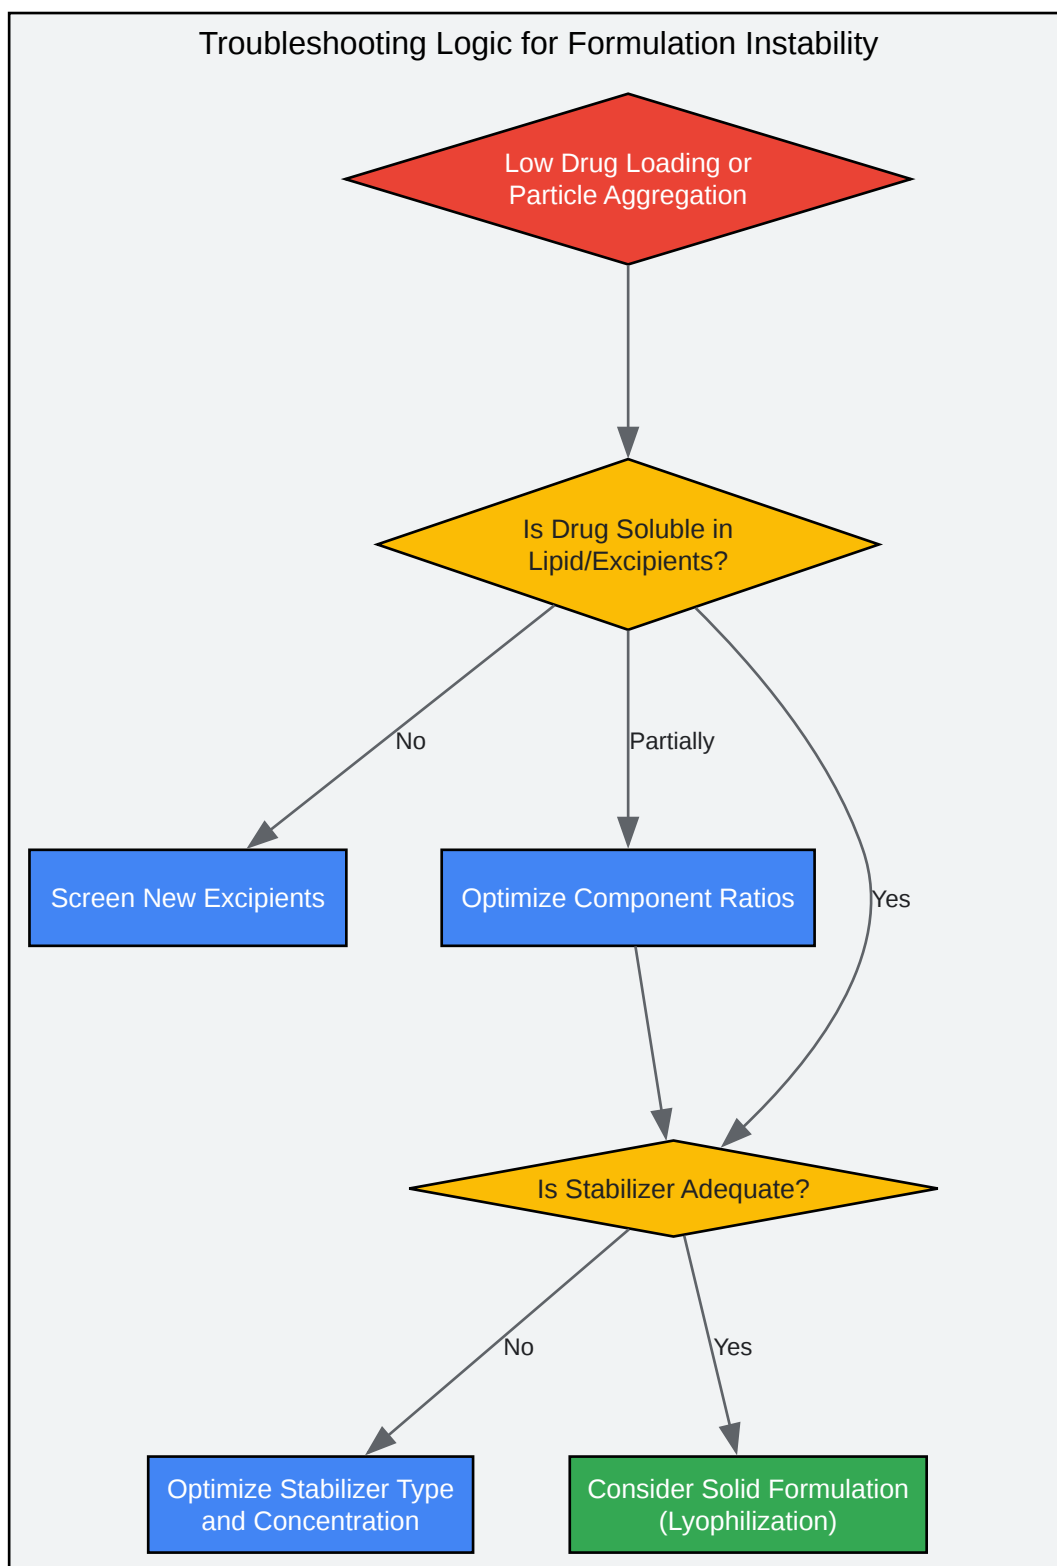 Troubleshooting Logic for Formulation Instability
Low Drug Loading or
Particle Aggregation
Is Drug Soluble in
Lipid/Excipients?
No
Partially
Screen New Excipients
Optimize Component Ratios
Yes
Is Stabilizer Adequate?
No
Yes
Optimize Stabilizer Type
and Concentration
Consider Solid Formulation
(Lyophilization)